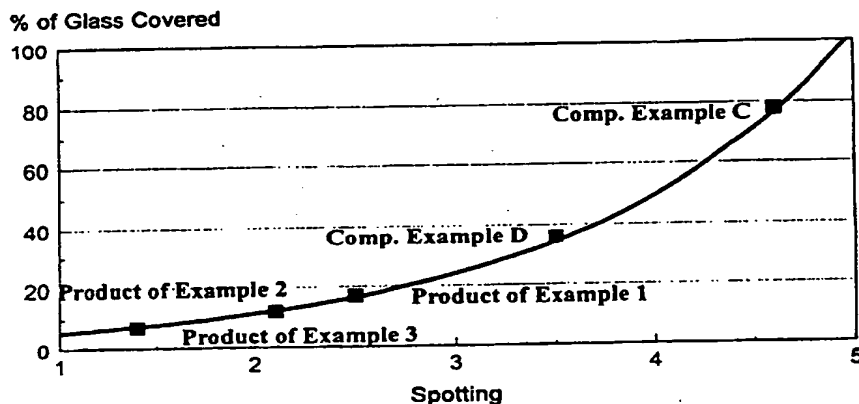 % of Glass Covered
100
80
Comp. Example C
60
40
Comp. Example D
20
Product of Example 2
Product of Example 1
Product of Example 3
0
1 2 3 4 5
Spotting